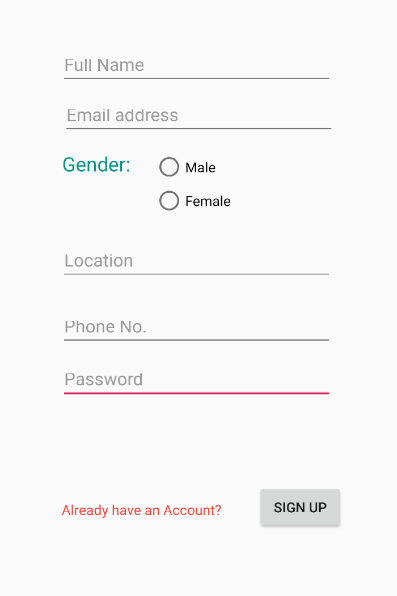 Full Name
Email address
Gender:
Male
Female
Location
Phone No.
Password
Already have an Account?
SIGN UP